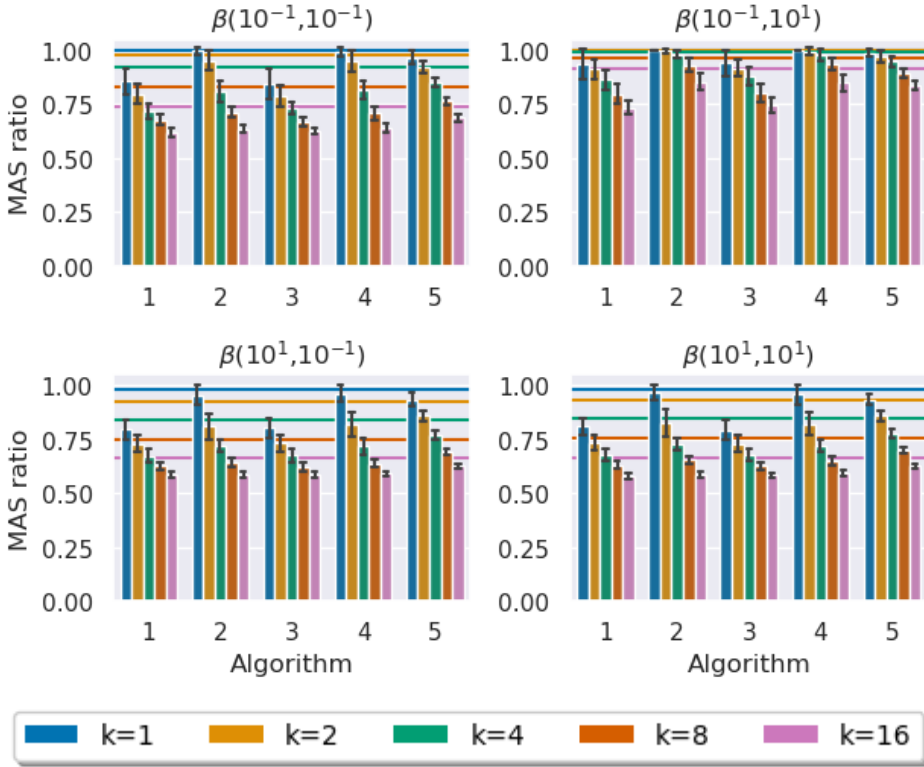 β(10⁻¹,10⁻¹)
β(10⁻¹,10¹)
MAS ratio
1.00
0.75
0.50
0.25
0.00
1 2 3 4 5
1.00
0.75
0.50
0.25
0.00
1 2 3 4 5
β(10¹,10⁻¹)
β(10¹,10¹)
MAS ratio
1.00
0.75
0.50
0.25
0.00
1 2 3 4 5
Algorithm
1.00
0.75
0.50
0.25
0.00
1 2 3 4 5
Algorithm
k=1 k=2 k=4 k=8 k=16